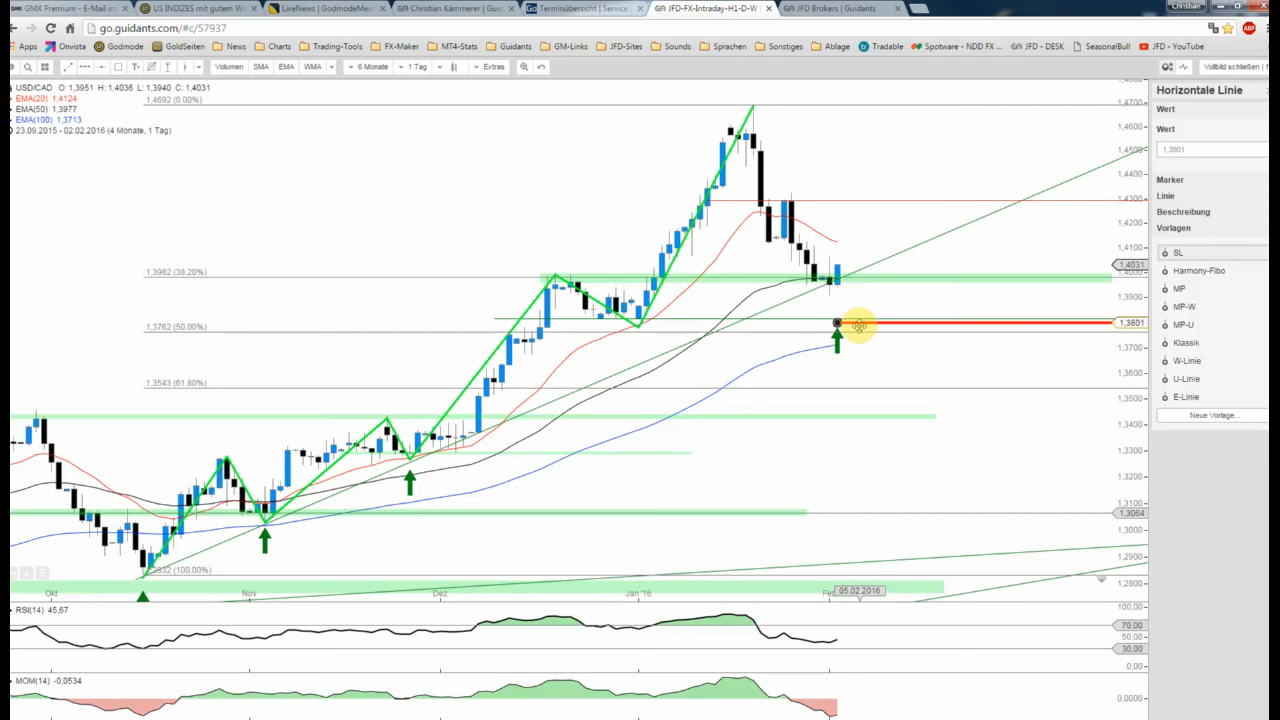 GMX Premium - E-Mail m
US INDIZES mit gutem W
LiveNews | GodmodeMem
Christian Kämmerer | Guid
Terminübersicht | Service
JFD-FX-Intraday-H1-D-W
JFD Brokers | Guidants
Christian
go.guidants.com/#c/57937
Apps Onvista Godmode GoldSeiten News Charts Trading-Tools FX-Maker MT4-Stats Guidants GM-Links JFD-Sites Sounds Sprachen Sonstiges Ablage Tradable Spotware - NDD FX ... JFD - DESK SeasonalBull JFD - YouTube
Volumen SMA EMA WMA 6 Monate 1 Tag Extras Vollbild schließen (
USD/CAD O: 1,3951 H: 1,4036 L: 1,3940 C: 1,4031
EMA(20) 1,4124
EMA(50) 1,3977
EMA(100) 1,3713
23.09.2015 - 02.02.2016 (4 Monate, 1 Tag)
1,4692 (0.00%)
1,3982 (38.20%)
1,3762 (50.00%)
1,3543 (61.80%)
2832 (100.00%)
1,4700
1,4600
1,4500
1,4400
1,4300
1,4200
1,4100
1,4031
1,3900
1,3801
1,3700
1,3600
1,3500
1,3400
1,3300
1,3200
1,3100
1,3064
1,3000
1,2900
1,2800
Okt Nov Dez Jan '16 Feb 05.02.2016
RSI(14) 45,67
100,00
70,00
50,00
30,00
0,00
MOM(14) -0,0534
0,0000
Horizontale Linie
Wert
Wert
1,3801
Marker
Linie
Beschreibung
Vorlagen
SL
Harmony-Fibo
MP
MP-W
MP-U
Klassik
W-Linie
U-Linie
E-Linie
Neue Vorlage...